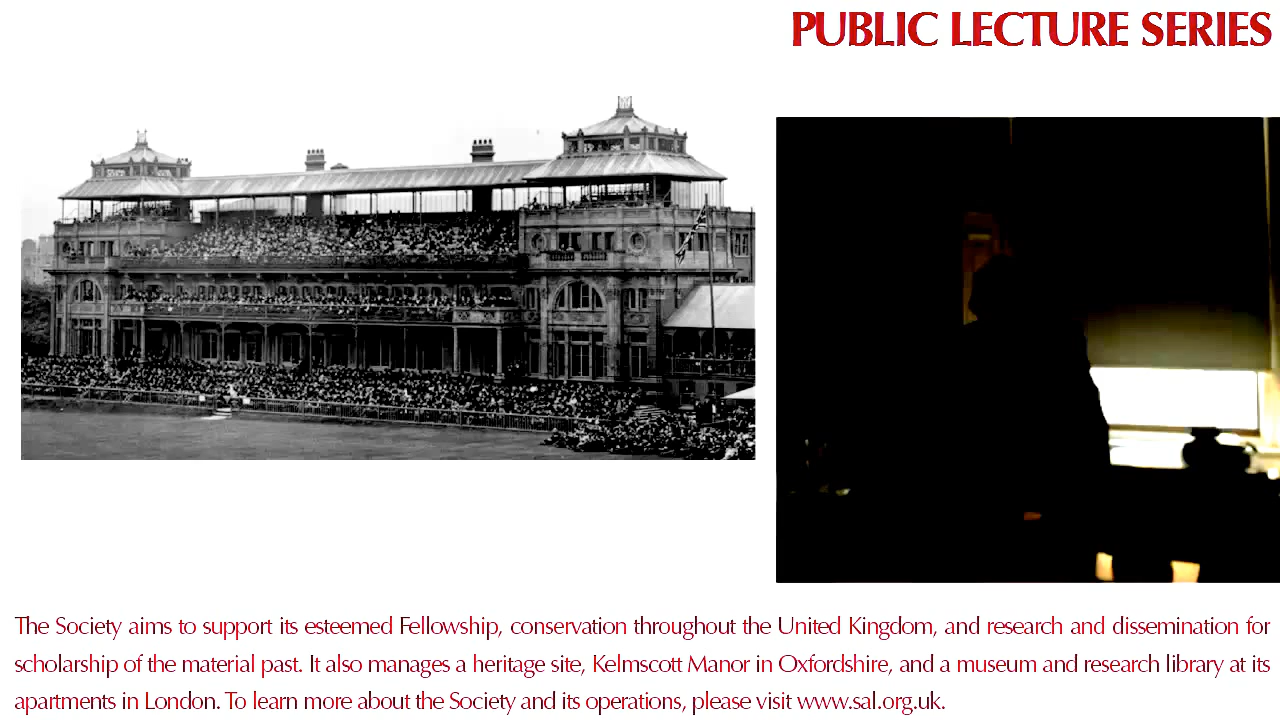 PUBLIC LECTURE SERIES
The Society aims to support its esteemed Fellowship, conservation throughout the United Kingdom, and research and dissemination for
scholarship of the material past. It also manages a heritage site, Kelmscott Manor in Oxfordshire, and a museum and research library at its
apartments in London. To learn more about the Society and its operations, please visit www.sal.org.uk.